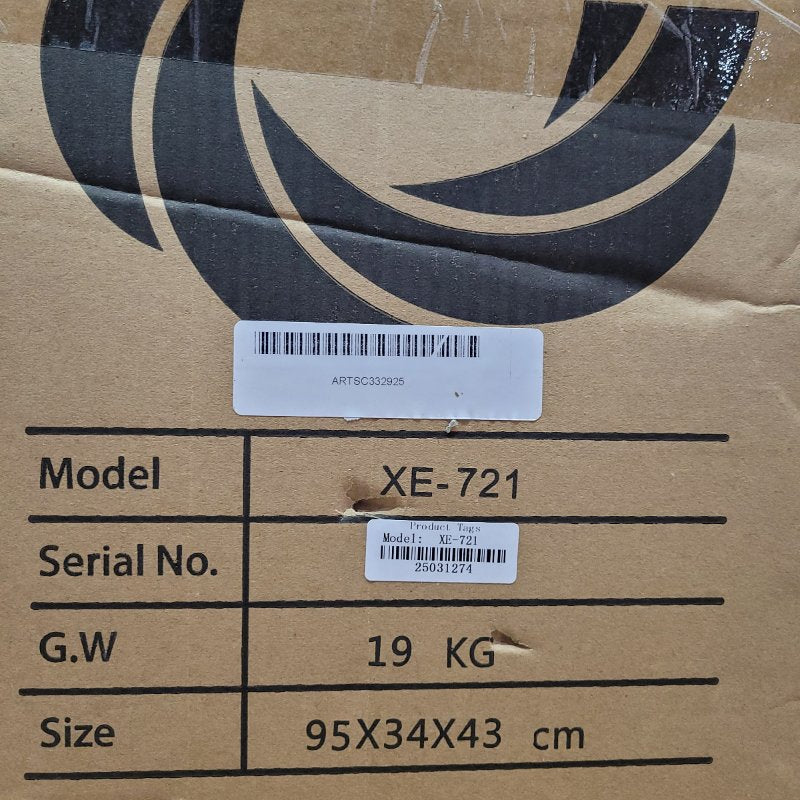 ARTSC332925
Model XE-721
Product Tags
Model: XE-721
Serial No. 25031274
G.W 19 KG
Size 95X34X43 cm